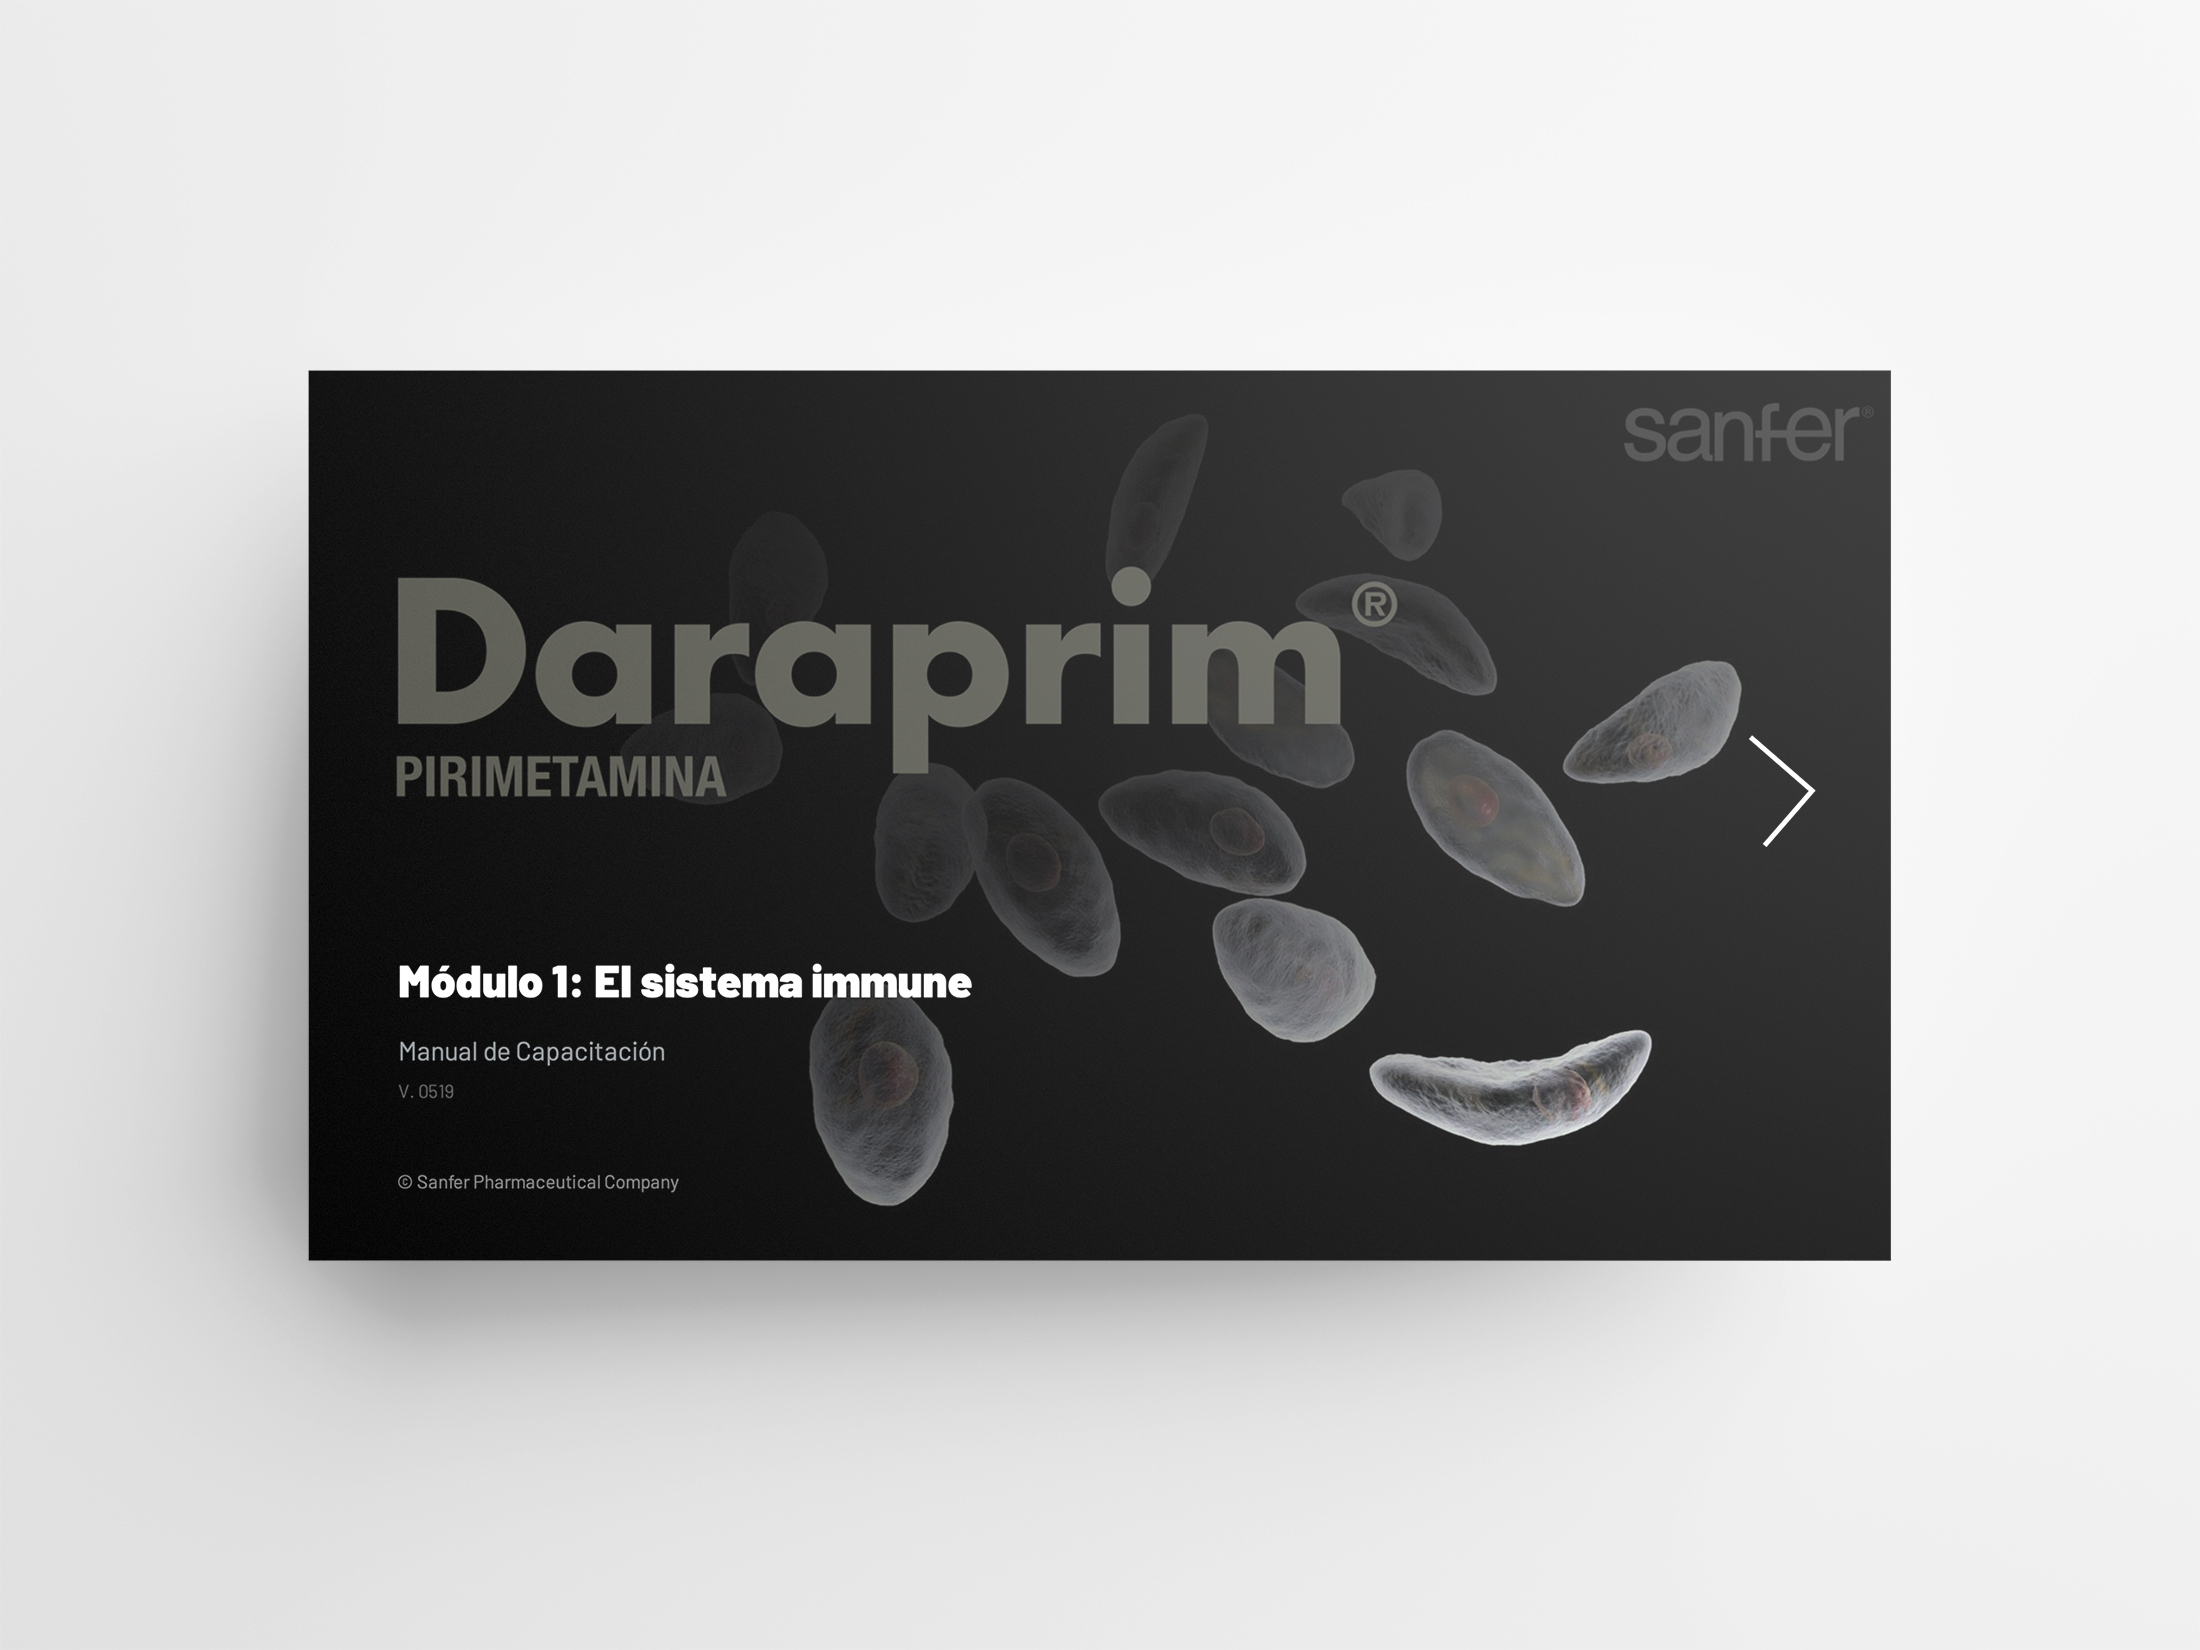 sanfer®
Daraprim®
PIRIMETAMINA
Módulo 1: El sistema immune
Manual de Capacitación
V. 0519
© Sanfer Pharmaceutical Company